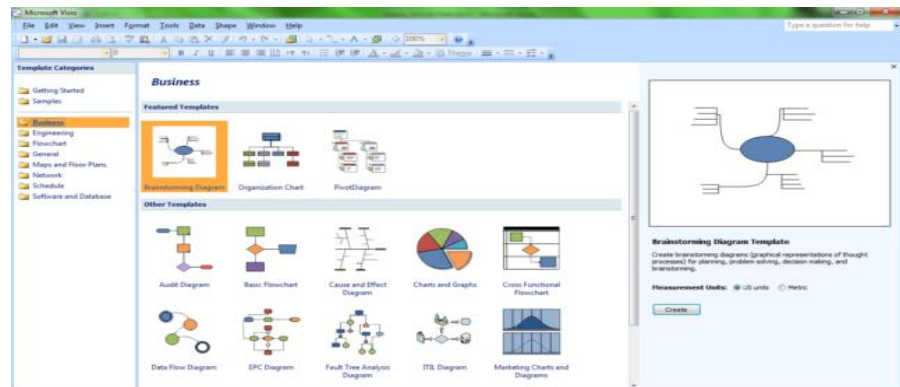 Microsoft Visio
File Edit View Insert Format Tools Data Shape Window Help
Type a question for help
100%
Theme
Template Categories
Getting Started
Samples
Business
Engineering
Flowchart
General
Maps and Floor Plans
Network
Schedule
Software and Database
Business
Featured Templates
Brainstorming Diagram
Organization Chart
PivotDiagram
Other Templates
Audit Diagram
Basic Flowchart
Cause and Effect
Diagram
Charts and Graphs
Cross Functional
Flowchart
Data Flow Diagram
EPC Diagram
Fault Tree Analysis
Diagram
ITIL Diagram
Marketing Charts and
Diagrams
Brainstorming Diagram Template
Create brainstorming diagrams (graphical representations of thought
processes) for planning, problem solving, decision making, and
brainstorming.
Measurement Units: US units Metric
Create